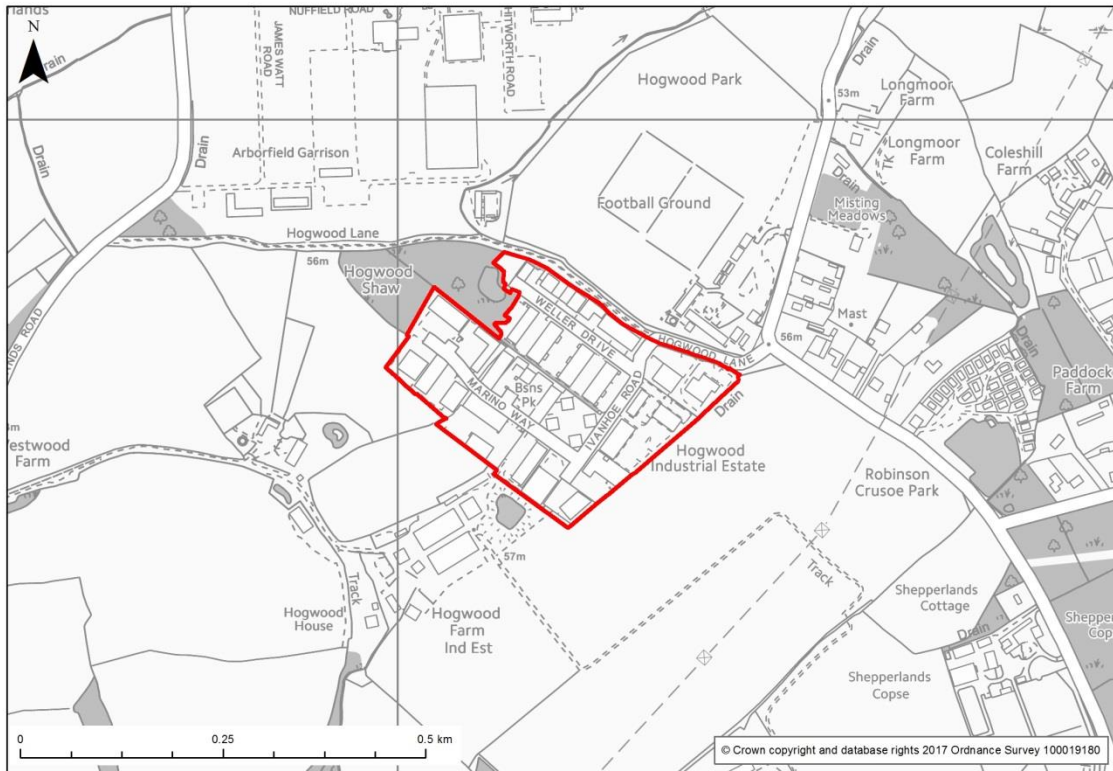 N
NUFFIELD ROAD
JAMES WATT
ROAD
Drain
Drain
Drain
Arborfield Garrison
Hogwood Park
Drain
53m
Longmoor
Farm
Longmoor
Farm
TK
Coleshill
Farm
Drain
Misting
Meadows
Football Ground
Hogwood Lane
56m
Hogwood
Shaw
WELLER DRIVE
HOGWOOD LANE
Mast
56m
Drain
Paddock
Farm
Bsns
Pk
MARINO WAY
IVANHOE ROAD
Drain
Hogwood
Industrial Estate
Robinson
Crusoe Park
Farm
57m
Track
Track
Hogwood
House
Hogwood
Farm
Ind Est
Shepperlands
Cottage
Drain
Shepperlands
Copse
0 0.25 0.5 km
© Crown copyright and database rights 2017 Ordnance Survey 100019180